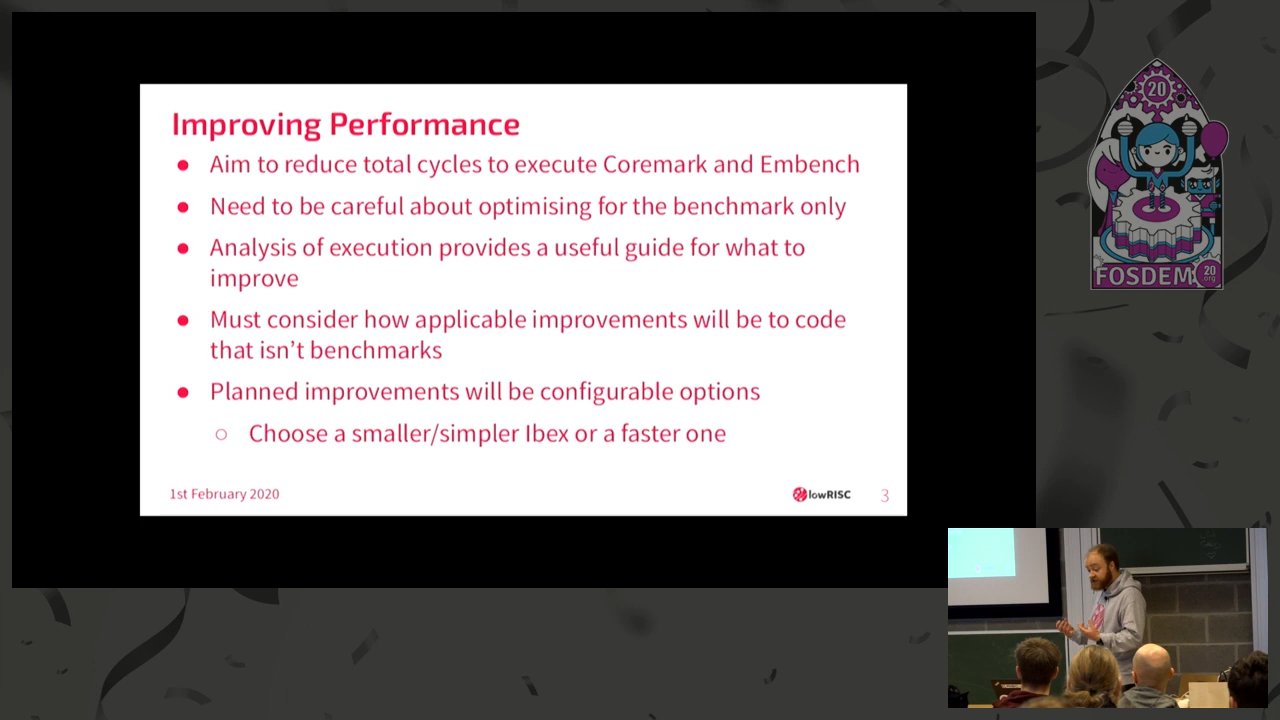 Improving Performance
● Aim to reduce total cycles to execute Coremark and Embench
● Need to be careful about optimising for the benchmark only
● Analysis of execution provides a useful guide for what to
improve
● Must consider how applicable improvements will be to code
that isn't benchmarks
● Planned improvements will be configurable options
○ Choose a smaller/simpler Ibex or a faster one
1st February 2020
lowRISC
3
20
FOSDEM
20
.org